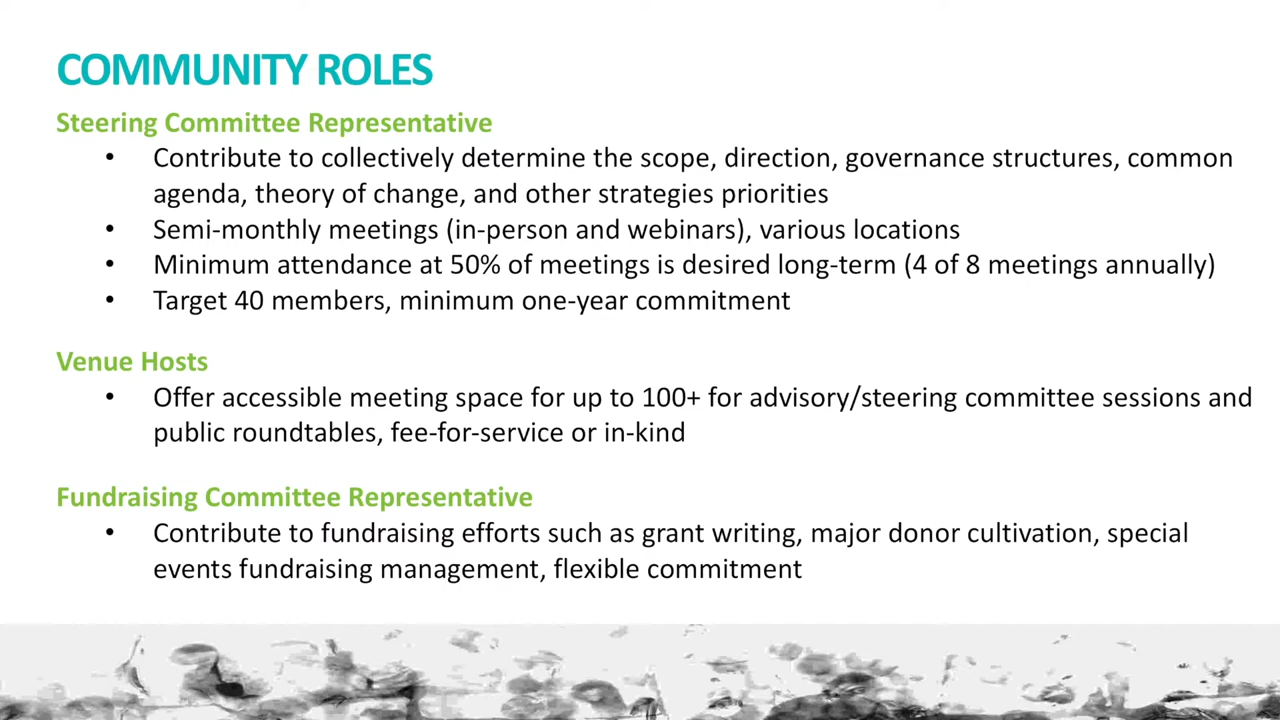 COMMUNITY ROLES
Steering Committee Representative
• Contribute to collectively determine the scope, direction, governance structures, common
agenda, theory of change, and other strategies priorities
• Semi-monthly meetings (in-person and webinars), various locations
• Minimum attendance at 50% of meetings is desired long-term (4 of 8 meetings annually)
• Target 40 members, minimum one-year commitment
Venue Hosts
• Offer accessible meeting space for up to 100+ for advisory/steering committee sessions and
public roundtables, fee-for-service or in-kind
Fundraising Committee Representative
• Contribute to fundraising efforts such as grant writing, major donor cultivation, special
events fundraising management, flexible commitment